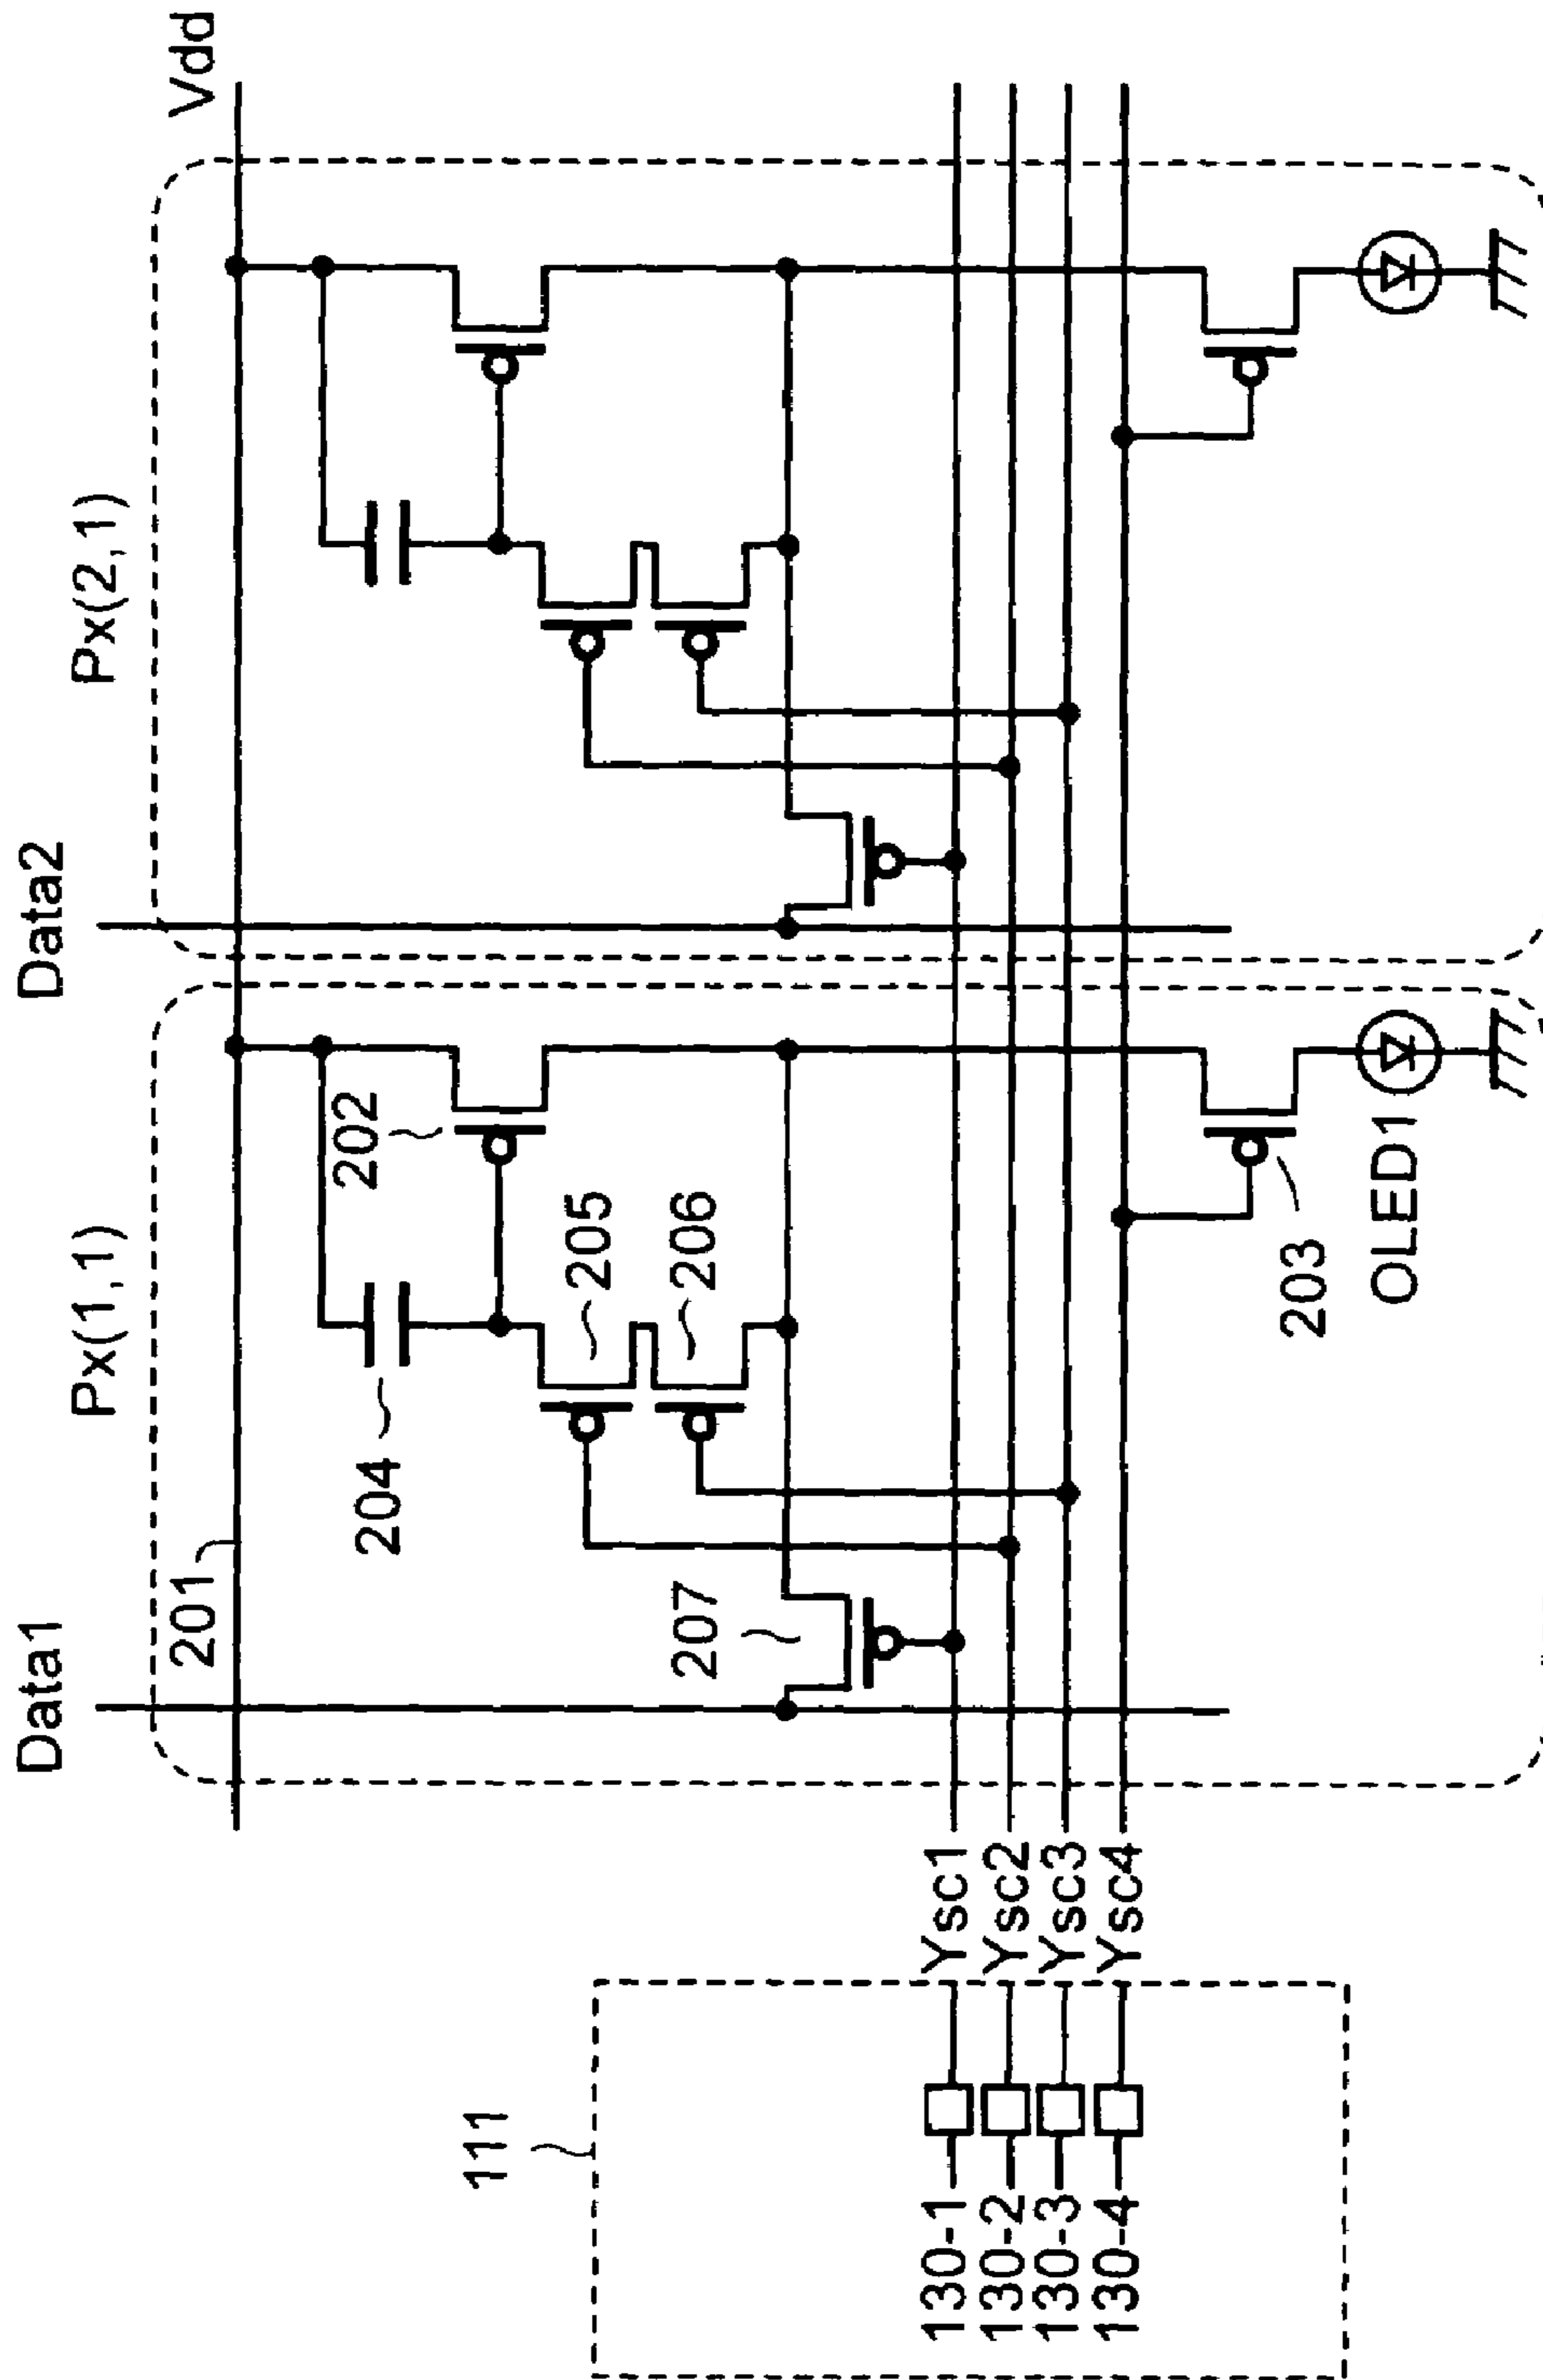 Data1
Data2
Px(1,1)
Px(2,1)
Vdd
201
202
204
205
206
207
203
OLED1
111
130-1
Ysc1
130-2
Ysc2
130-3
Ysc3
130-4
Ysc4